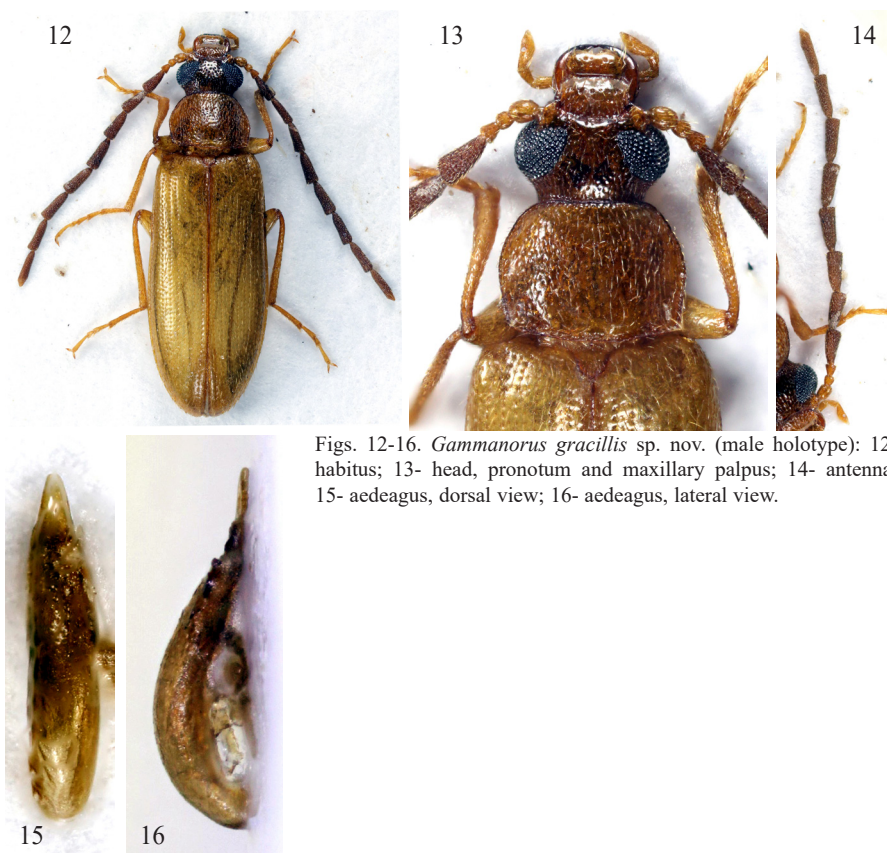 12
13
14
Figs. 12-16. Gammanorus gracillis sp. nov. (male holotype): 12
habitus; 13- head, pronotum and maxillary palpus; 14- antenna
15- aedeagus, dorsal view; 16- aedeagus, lateral view.
15
16